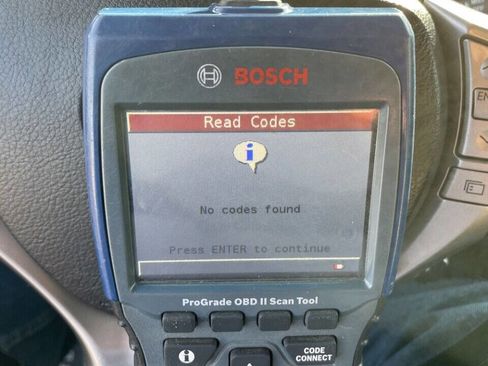 BOSCH
Read Codes
i
No codes found
Press ENTER to continue
ProGrade OBD II Scan Tool
i
CODE
CONNECT